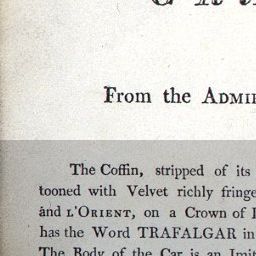 From the ADMI
The Coffin, stripped of its
tooned with Velvet richly fringe
and L'ORIENT, on a Crown of
has the Word TRAFALGAR in
The Body of the Car is an Imit